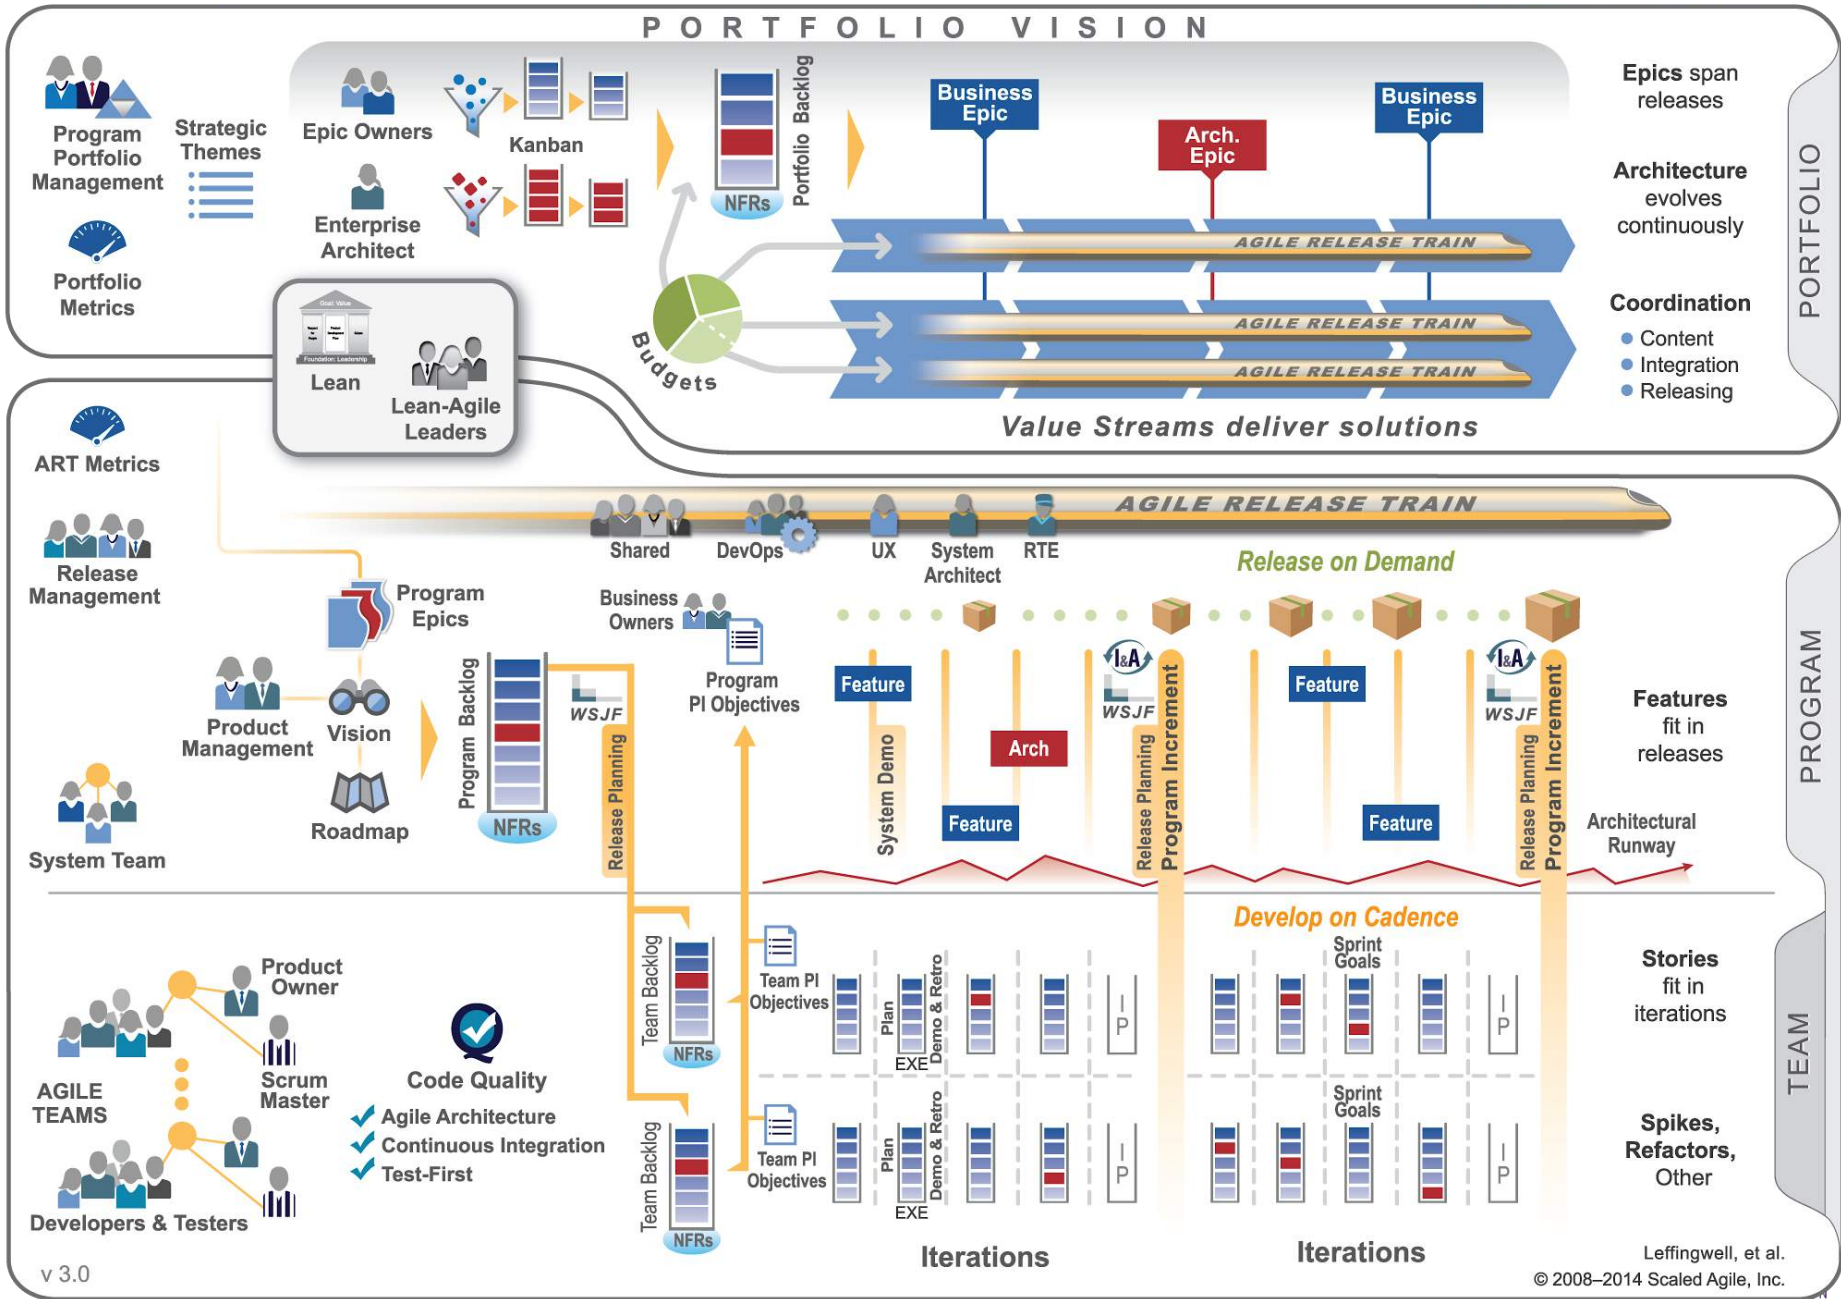 PORTFOLIO VISION
Program
Portfolio
Management
Strategic
Themes
Epic Owners
Kanban
Enterprise
Architect
Portfolio
Metrics
Portfolio Backlog
NFRs
Business
Epic
Arch.
Epic
Business
Epic
AGILE RELEASE TRAIN
AGILE RELEASE TRAIN
AGILE RELEASE TRAIN
Budgets
Value Streams deliver solutions
Epics span
releases
Architecture
evolves
continuously
Coordination
Content
Integration
Releasing
PORTFOLIO
Goal: Value
Foundation: Leadership
Lean
Lean-Agile
Leaders
ART Metrics
Release
Management
System Team
Program
Epics
Product
Management
Vision
Roadmap
Program Backlog
NFRs
WSJF
Release Planning
AGILE RELEASE TRAIN
Shared
DevOps
UX
System
Architect
RTE
Business
Owners
Program
PI Objectives
Release on Demand
Feature
System Demo
Feature
Arch
I&A
WSJF
Release Planning
Program Increment
Feature
Feature
I&A
WSJF
Release Planning
Program Increment
Features
fit in
releases
Architectural
Runway
PROGRAM
Develop on Cadence
AGILE
TEAMS
Product
Owner
Scrum
Master
Developers & Testers
Code Quality
Agile Architecture
Continuous Integration
Test-First
Team Backlog
NFRs
Team PI
Objectives
Plan
EXE
Demo & Retro
I
P
Sprint
Goals
I
P
Team Backlog
NFRs
Team PI
Objectives
Plan
EXE
Demo & Retro
I
P
Sprint
Goals
I
P
Iterations
Iterations
Stories
fit in
iterations
Spikes,
Refactors,
Other
TEAM
v 3.0
Leffingwell, et al.
© 2008–2014 Scaled Agile, Inc.